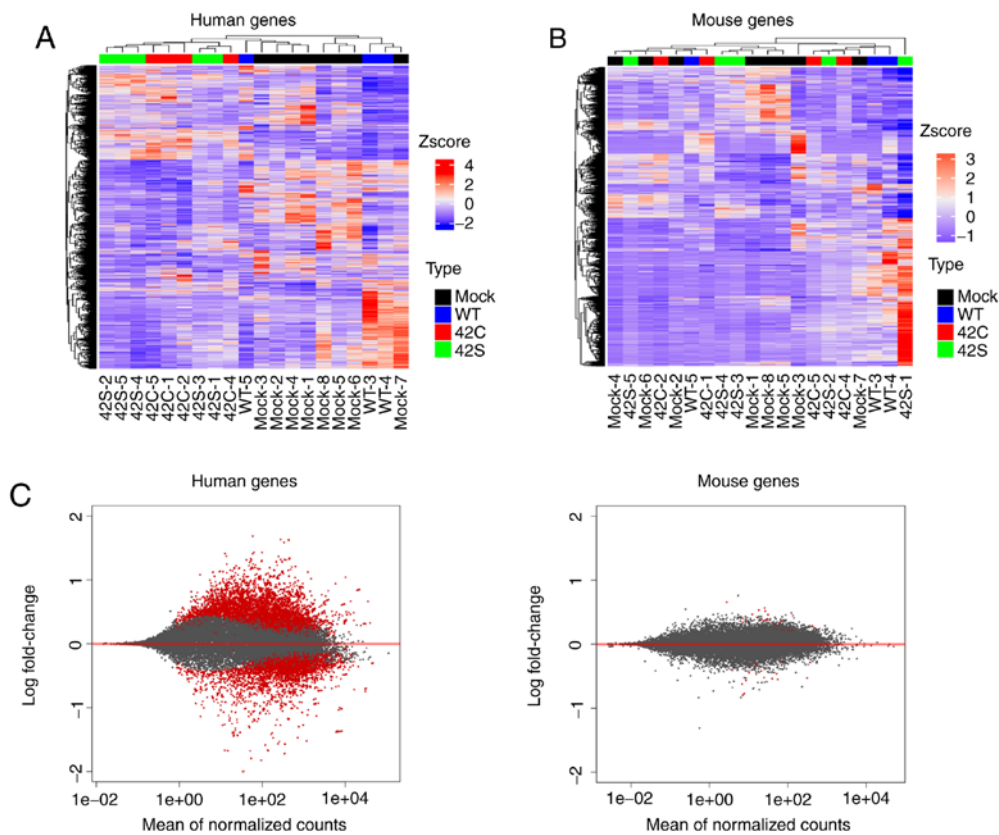 A
Human genes
Zscore
4
2
0
−2
Type
Mock
WT
42C
42S
42S-2
42S-5
42S-4
42C-5
42C-1
42C-2
42S-3
42S-1
42C-4
WT-5
Mock-3
Mock-2
Mock-4
Mock-1
Mock-8
Mock-5
Mock-6
WT-3
WT-4
Mock-7
B
Mouse genes
Zscore
3
2
1
0
−1
Type
Mock
WT
42C
42S
Mock-4
42S-5
Mock-6
42C-2
Mock-2
WT-5
42C-1
42S-4
42S-3
Mock-1
Mock-8
Mock-5
Mock-3
42C-5
42S-2
42C-4
Mock-7
WT-3
WT-4
42S-1
C
Human genes
Log fold-change
2
1
0
−1
−2
1e−02 1e+00 1e+02 1e+04
Mean of normalized counts
Mouse genes
Log fold-change
2
1
0
−1
−2
1e−02 1e+00 1e+02 1e+04
Mean of normalized counts